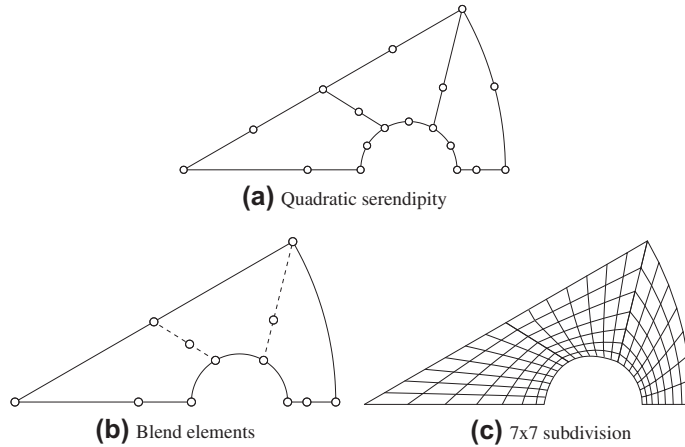 (a) Quadratic serendipity
(b) Blend elements
(c) 7x7 subdivision